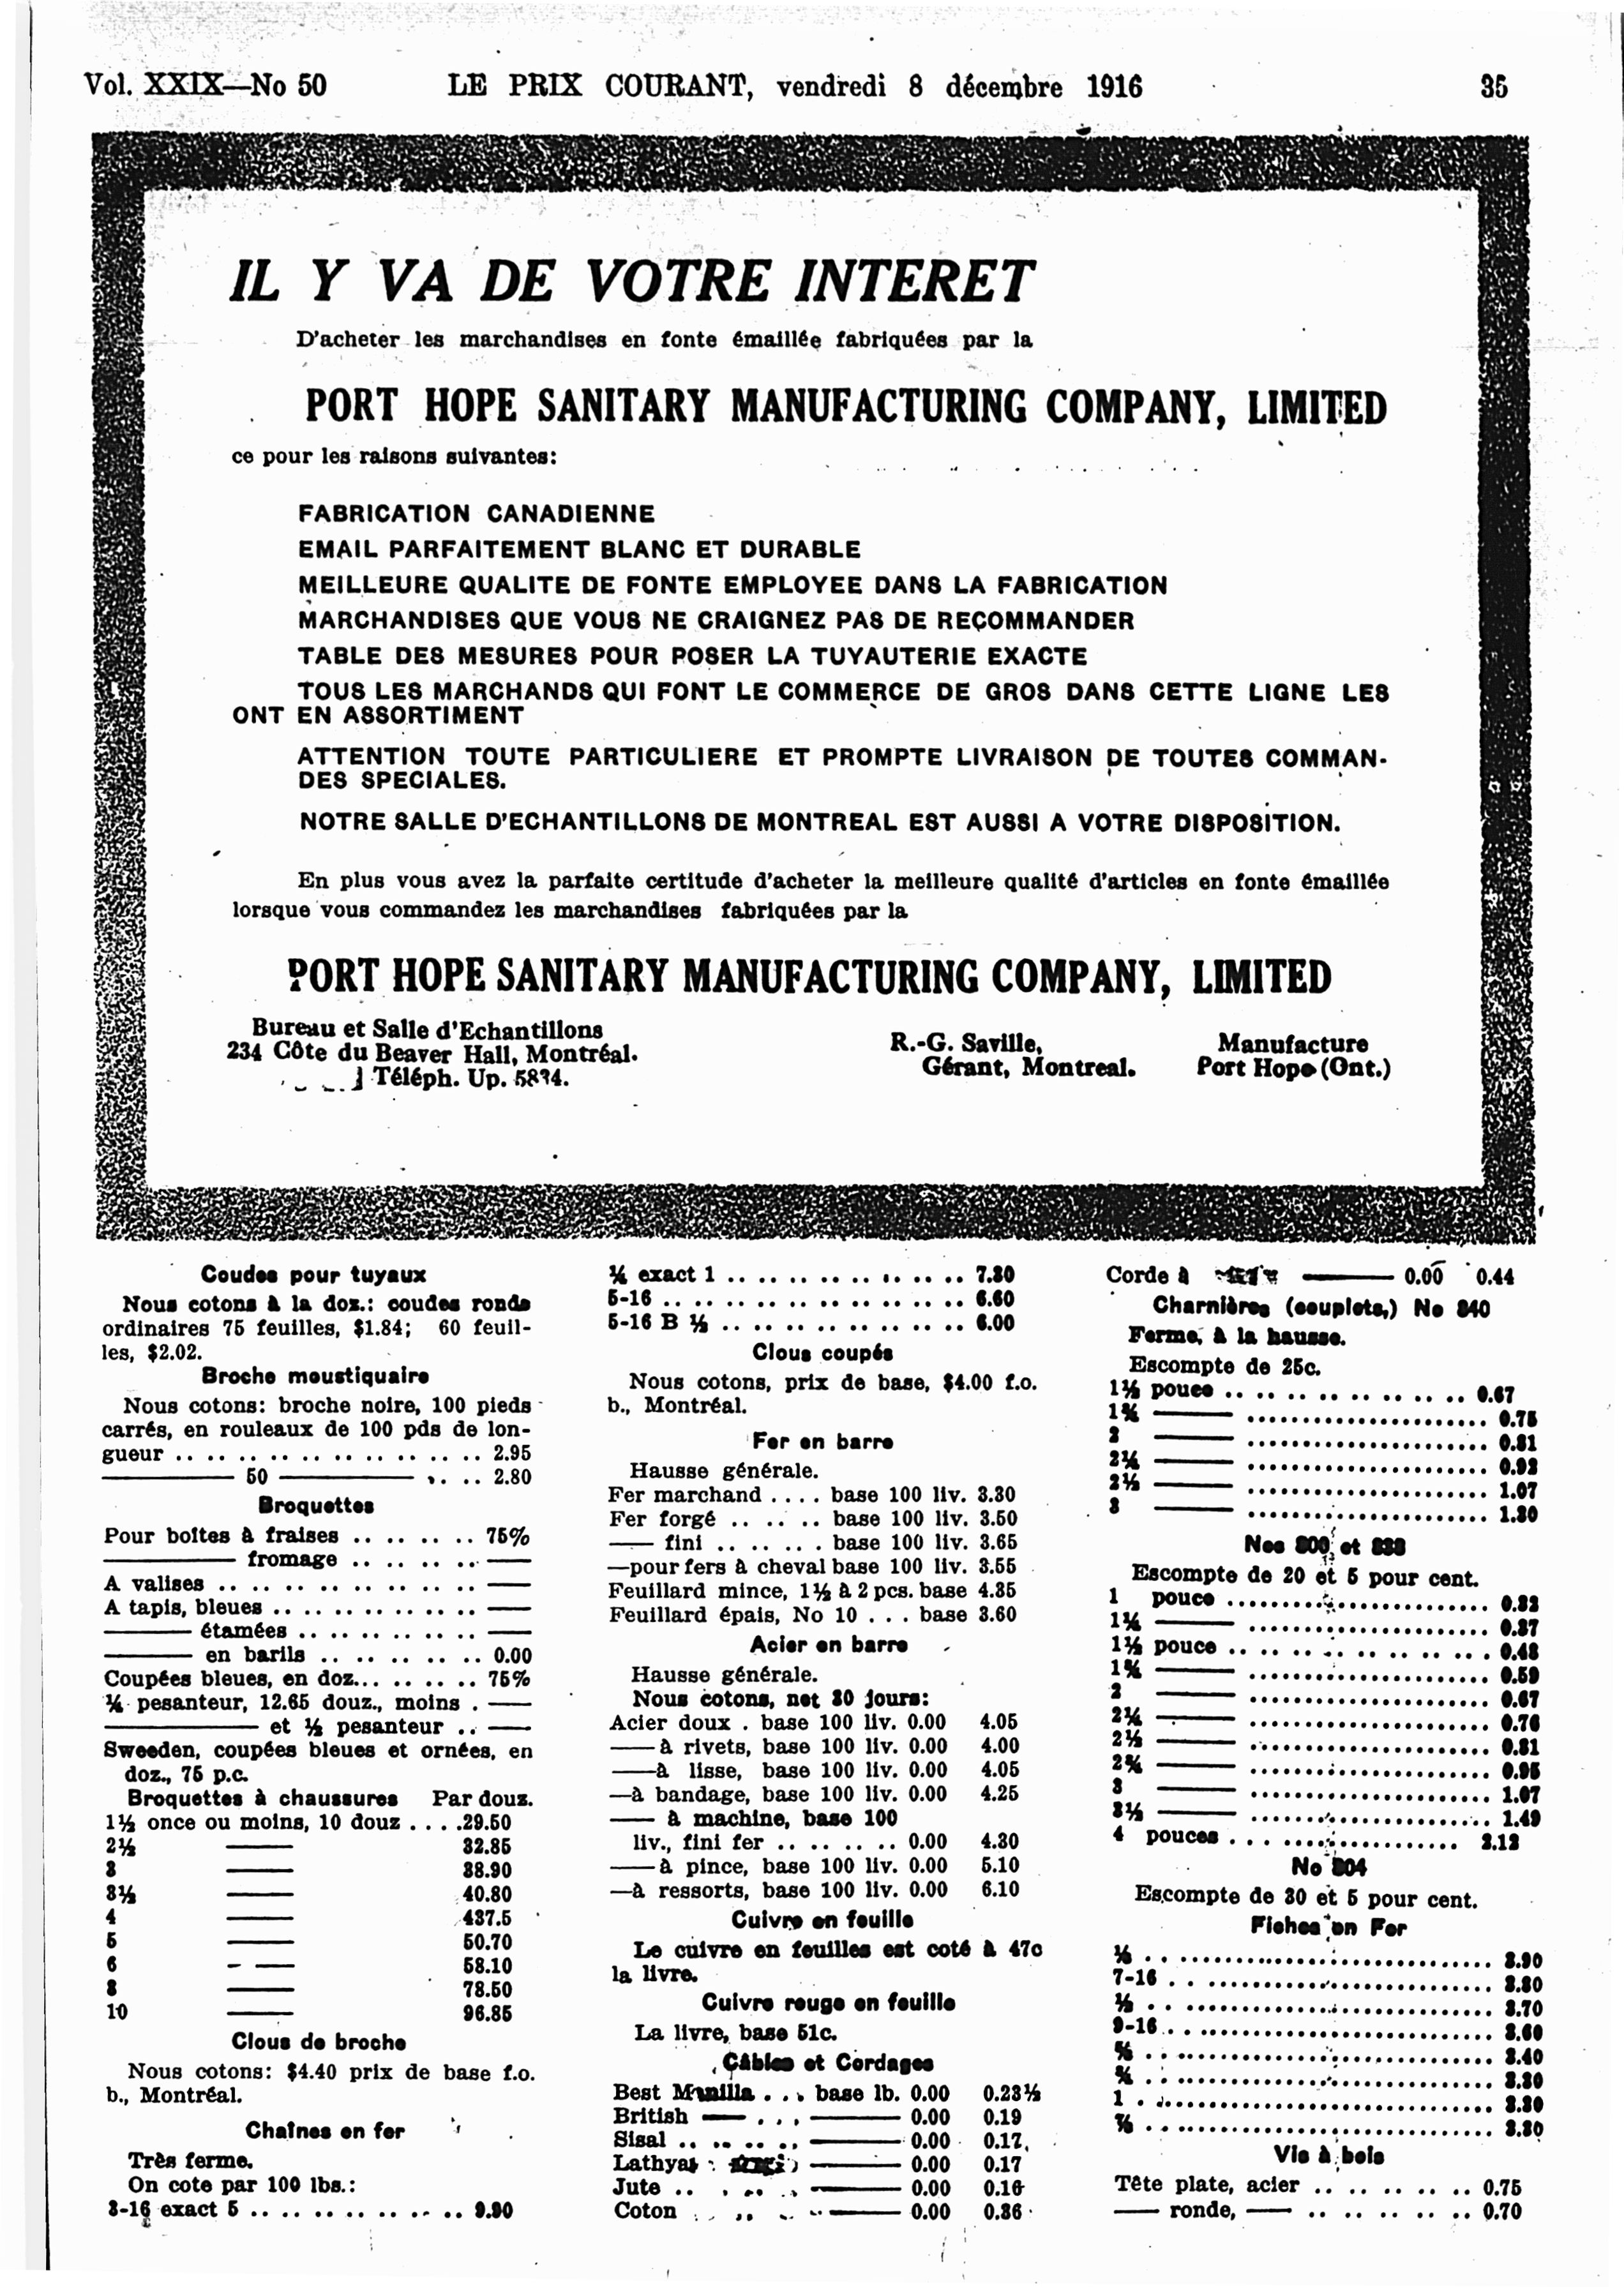 Vol. XXIX—No 50 LE PRIX COURANT, vendredi 8 décembre 1916 35
IL Y VA DE VOTRE INTERET
D'acheter les marchandises en fonte émaillée fabriquées par la
PORT HOPE SANITARY MANUFACTURING COMPANY, LIMITED
ce pour les raisons suivantes:
FABRICATION CANADIENNE
EMAIL PARFAITEMENT BLANC ET DURABLE
MEILLEURE QUALITE DE FONTE EMPLOYEE DANS LA FABRICATION
MARCHANDISES QUE VOUS NE CRAIGNEZ PAS DE RECOMMANDER
TABLE DES MESURES POUR POSER LA TUYAUTERIE EXACTE
TOUS LES MARCHANDS QUI FONT LE COMMERCE DE GROS DANS CETTE LIGNE LES
ONT EN ASSORTIMENT
ATTENTION TOUTE PARTICULIERE ET PROMPTE LIVRAISON DE TOUTES COMMAN-
DES SPECIALES.
NOTRE SALLE D'ECHANTILLONS DE MONTREAL EST AUSSI A VOTRE DISPOSITION.
En plus vous avez la parfaite certitude d'acheter la meilleure qualité d'articles en fonte émaillée
lorsque vous commandez les marchandises fabriquées par la
PORT HOPE SANITARY MANUFACTURING COMPANY, LIMITED
Bureau et Salle d'Echantillons
234 Côte du Beaver Hall, Montréal.
Téléph. Up. 5834.
R.-G. Saville,
Gérant, Montreal.
Manufacture
Port Hope (Ont.)
Coudes pour tuyaux
Nous cotons à la doz.: coudes ronds
ordinaires 75 feuilles, $1.84; 60 feuil-
les, $2.02.
Broche moustiquaire
Nous cotons: broche noire, 100 pieds
carrés, en rouleaux de 100 pds de lon-
gueur .. .. .. .. .. .. .. .. .. .. 2.95
——— 50 ——— .. .. 2.80
Broquettes
Pour boîtes à fraises .. .. .. .. 75%
——— fromage .. .. .. .. ——
A valises .. .. .. .. .. .. .. .. ——
A tapis, bleues .. .. .. .. .. .. ——
——— étamées .. .. .. .. .. .. ——
——— en barils .. .. .. .. .. 0.00
Coupées bleues, en doz... .. .. .. 75%
¼ pesanteur, 12.65 douz., moins . ——
——— et ½ pesanteur .. ——
Sweeden, coupées bleues et ornées, en
doz., 75 p.c.
Broquettes à chaussures Par douz.
1½ once ou moins, 10 douz . . . .29.50
2½ ——— 32.85
3 ——— 38.90
3½ ——— 40.80
4 ——— 437.5
5 ——— 50.70
6 ——— 58.10
8 ——— 78.50
10 ——— 96.85
Clous de broche
Nous cotons: $4.40 prix de base f.o.
b., Montréal.
Chaînes en fer
Très ferme.
On cote par 100 lbs.:
3-16 exact 5 .. .. .. .. .. .. .. 9.90
¼ exact 1 .. .. .. .. .. .. .. .. 7.80
5-16 .. .. .. .. .. .. .. .. .. .. 6.60
5-16 B ½ .. .. .. .. .. .. .. .. 6.00
Clous coupés
Nous cotons, prix de base, $4.00 f.o.
b., Montréal.
Fer en barre
Hausse générale.
Fer marchand .... base 100 liv. 3.30
Fer forgé .. .. .. base 100 liv. 3.50
—— fini .. .. .. . base 100 liv. 3.65
—pour fers à cheval base 100 liv. 3.55
Feuillard mince, 1½ à 2 pcs. base 4.35
Feuillard épais, No 10 . . . base 3.60
Acier en barre
Hausse générale.
Nous cotons, net 30 jours:
Acier doux . base 100 liv. 0.00 4.05
——à rivets, base 100 liv. 0.00 4.00
——à lisse, base 100 liv. 0.00 4.05
—à bandage, base 100 liv. 0.00 4.25
—— à machine, base 100
liv., fini fer .. .. .. .. 0.00 4.30
——à pince, base 100 liv. 0.00 5.10
—à ressorts, base 100 liv. 0.00 6.10
Cuivre en feuille
Le cuivre en feuilles est coté à 47c
la livre.
Cuivre rouge en feuille
La livre, base 51c.
Câbles et Cordages
Best Manilla . . . base lb. 0.00 0.23½
British —— . . . ——— 0.00 0.19
Sisal .. .. .. .. ——— 0.00 0.17
Lathyat ——— 0.00 0.17
Jute .. . .. . ——— 0.00 0.16
Coton . . .. .. ——— 0.00 0.36
Corde à ——— 0.00 0.44
Charnières (couplets,) No 840
Ferme, à la hausse.
Escompte de 25c.
1½ pouce .. .. .. .. .. .. .. .. 0.67
1¾ ——— ........................ 0.75
2 ——— ........................ 0.81
2¼ ——— ........................ 0.92
2½ ——— ........................ 1.07
3 ——— ........................ 1.30
Nos 800 et 838
Escompte de 20 et 5 pour cent.
1 pouce ........................... 0.32
1¼ ——— ........................ 0.37
1½ pouce .. .. .. .. .. .. .. . 0.48
1¾ ——— ........................ 0.59
2 ——— ........................ 0.67
2¼ ——— ........................ 0.76
2½ ——— ........................ 0.81
2¾ ——— ........................ 0.95
3 ——— ........................ 1.07
3½ ——— ........................ 1.49
4 pouces . . . .................. 2.12
No 804
Escompte de 30 et 5 pour cent.
Fiches en Fer
.. .............................. 3.90
7-16 . . ............................ 3.80
½ . . .............................. 3.70
9-16 . . ............................ 3.60
⅝ . . .............................. 3.40
¾ . . .............................. 3.30
1 . . .............................. 3.30
⅞ . . .............................. 3.30
Vis à bois
Tête plate, acier .. .. .. .. .. .. 0.75
—— ronde, —— .. .. .. .. .. .. 0.70